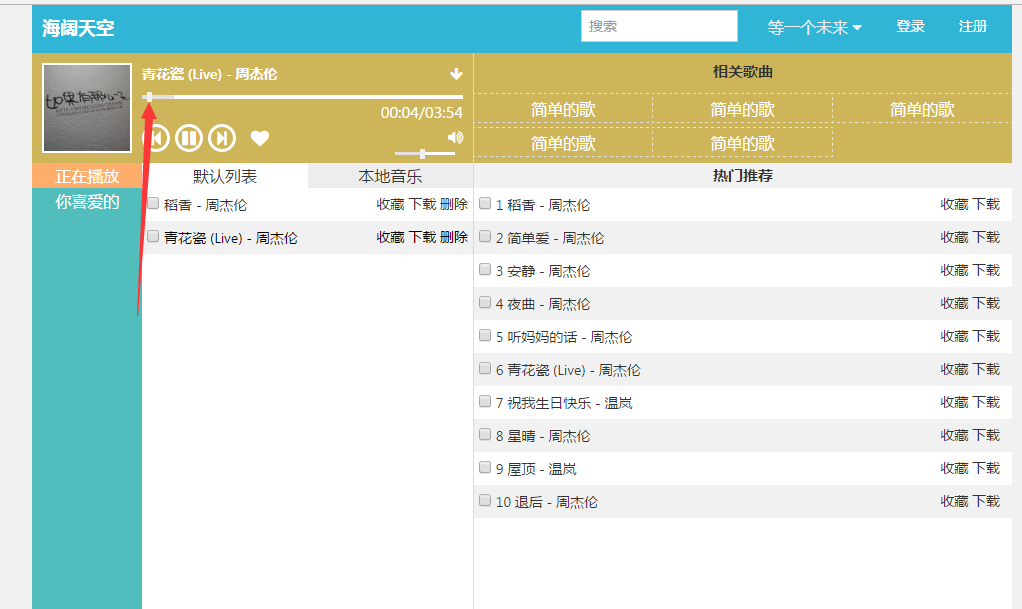 海阔天空
搜索
等一个未来
登录
注册
青花瓷 (Live) - 周杰伦
00:04/03:54
相关歌曲
简单的歌 简单的歌 简单的歌
简单的歌 简单的歌
正在播放
你喜爱的
默认列表 本地音乐
稻香 - 周杰伦 收藏 下载 删除
青花瓷 (Live) - 周杰伦 收藏 下载 删除
热门推荐
1 稻香 - 周杰伦 收藏 下载
2 简单爱 - 周杰伦 收藏 下载
3 安静 - 周杰伦 收藏 下载
4 夜曲 - 周杰伦 收藏 下载
5 听妈妈的话 - 周杰伦 收藏 下载
6 青花瓷 (Live) - 周杰伦 收藏 下载
7 祝我生日快乐 - 温岚 收藏 下载
8 星晴 - 周杰伦 收藏 下载
9 屋顶 - 温岚 收藏 下载
10 退后 - 周杰伦 收藏 下载